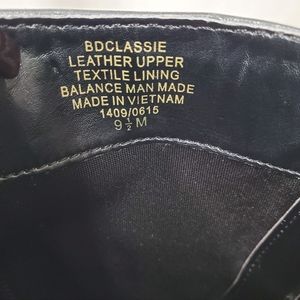 BDCLASSIE
LEATHER UPPER
TEXTILE LINING
BALANCE MAN MADE
MADE IN VIETNAM
1409/0615
9 ½ M